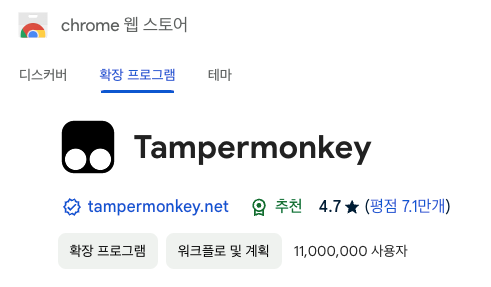 chrome 웹 스토어
디스커버 확장 프로그램 테마
Tampermonkey
tampermonkey.net 추천 4.7★ (평점 7.1만개)
확장 프로그램 워크플로 및 계획 11,000,000 사용자